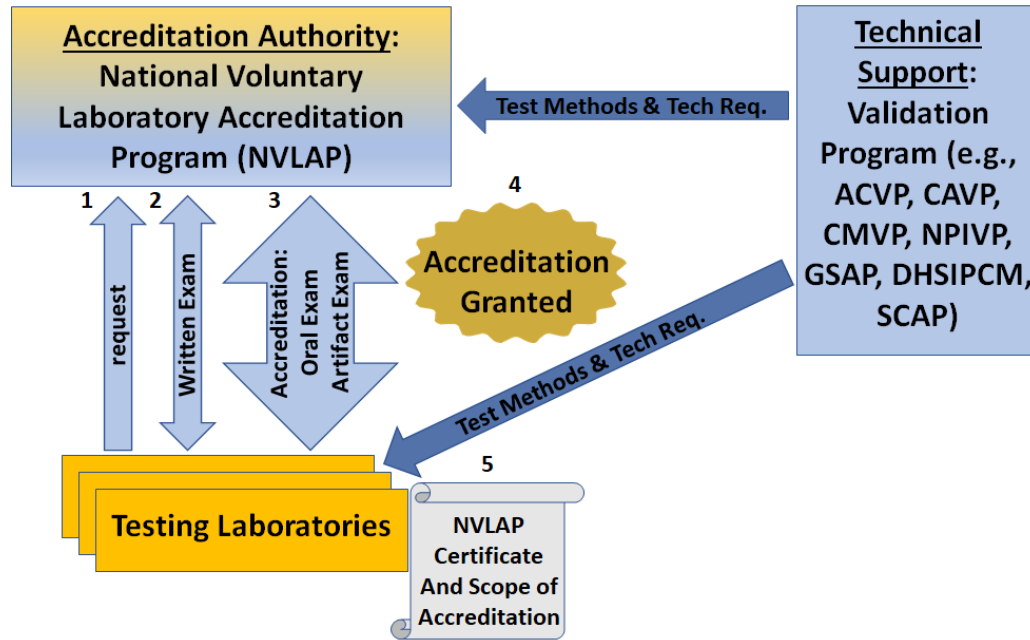 Accreditation Authority:
National Voluntary
Laboratory Accreditation
Program (NVLAP)
Technical
Support:
Validation
Program (e.g.,
ACVP, CAVP,
CMVP, NPIVP,
GSAP, DHSIPCM,
SCAP)
Test Methods & Tech Req.
1
request
2
Written Exam
3
Accreditation:
Oral Exam
Artifact Exam
4
Accreditation
Granted
Test Methods & Tech Req.
Testing Laboratories
5
NVLAP
Certificate
And Scope of
Accreditation